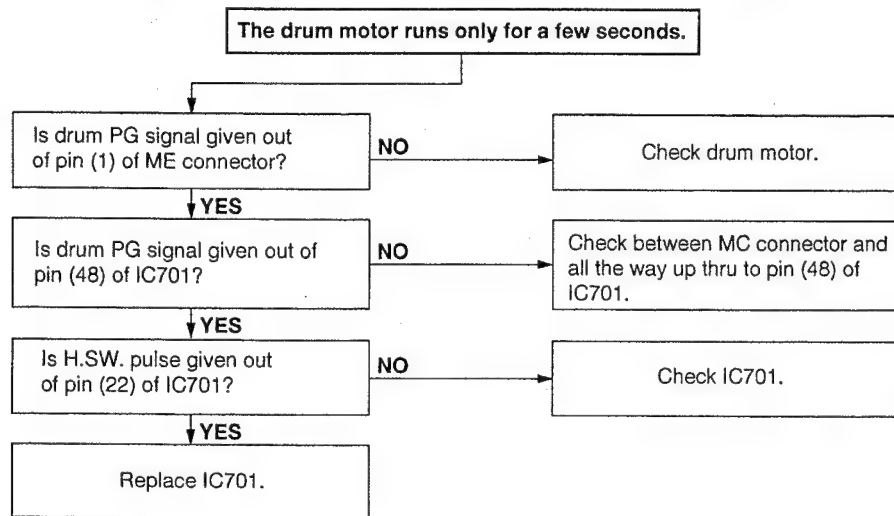 The drum motor runs only for a few seconds.
Is drum PG signal given out
of pin (1) of ME connector?
NO
Check drum motor.
YES
Is drum PG signal given out of
pin (48) of IC701?
NO
Check between MC connector and
all the way up thru to pin (48) of
IC701.
YES
Is H.SW. pulse given out
of pin (22) of IC701?
NO
Check IC701.
YES
Replace IC701.